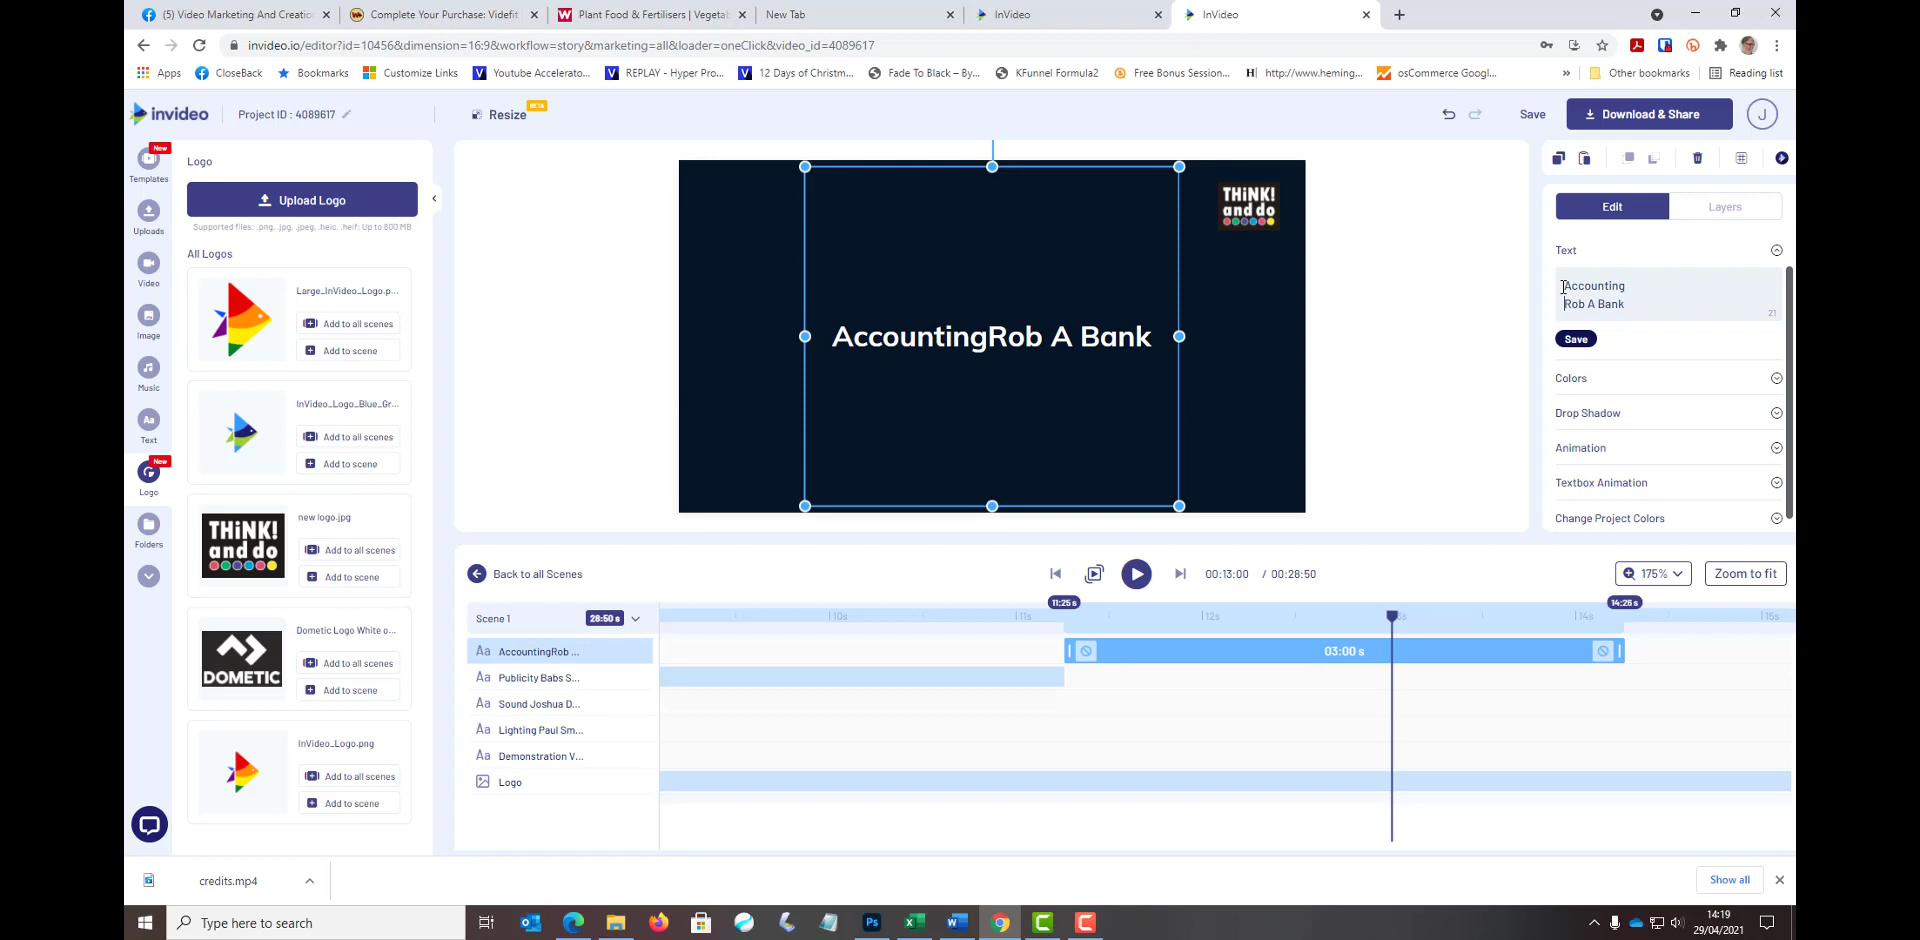 (5) Video Marketing And Creation
Complete Your Purchase: Videfit
Plant Food & Fertilisers | Vegetab
New Tab
InVideo
InVideo
invideo.io/editor?id=10456&dimension=16:9&workflow=story&marketing=all&loader=oneClick&video_id=4089617
Apps
CloseBack
Bookmarks
Customize Links
Youtube Accelerato...
REPLAY - Hyper Pro...
12 Days of Christm...
Fade To Black – By...
KFunnel Formula2
Free Bonus Session...
http://www.heming...
osCommerce Googl...
»
Other bookmarks
Reading list
invideo
Project ID : 4089617
Resize
BETA
Save
Download & Share
J
New
Templates
Uploads
Video
Image
Music
Aa
Text
New
Logo
Folders
Logo
Upload Logo
Supported files: .png, .jpg, .jpeg, .heic, .heif; Up to 800 MB
All Logos
Large_InVideo_Logo.p...
Add to all scenes
Add to scene
InVideo_Logo_Blue_Gr...
Add to all scenes
Add to scene
THiNK!
and do
new logo.jpg
Add to all scenes
Add to scene
DOMETIC
Dometic Logo White o...
Add to all scenes
Add to scene
InVideo_Logo.png
Add to all scenes
Add to scene
THiNK!
and do
AccountingRob A Bank
Edit
Layers
Text
Accounting
Rob A Bank
21
Save
Colors
Drop Shadow
Animation
Textbox Animation
Change Project Colors
Back to all Scenes
00:13:00 / 00:28:50
175%
Zoom to fit
11:25 s
14:26 s
Scene 1
28:50 s
10s
11s
12s
14s
15s
Aa AccountingRob ...
03:00 s
Aa Publicity Babs S...
Aa Sound Joshua D...
Aa Lighting Paul Sm...
Aa Demonstration V...
Logo
credits.mp4
Show all
Type here to search
14:19
29/04/2021